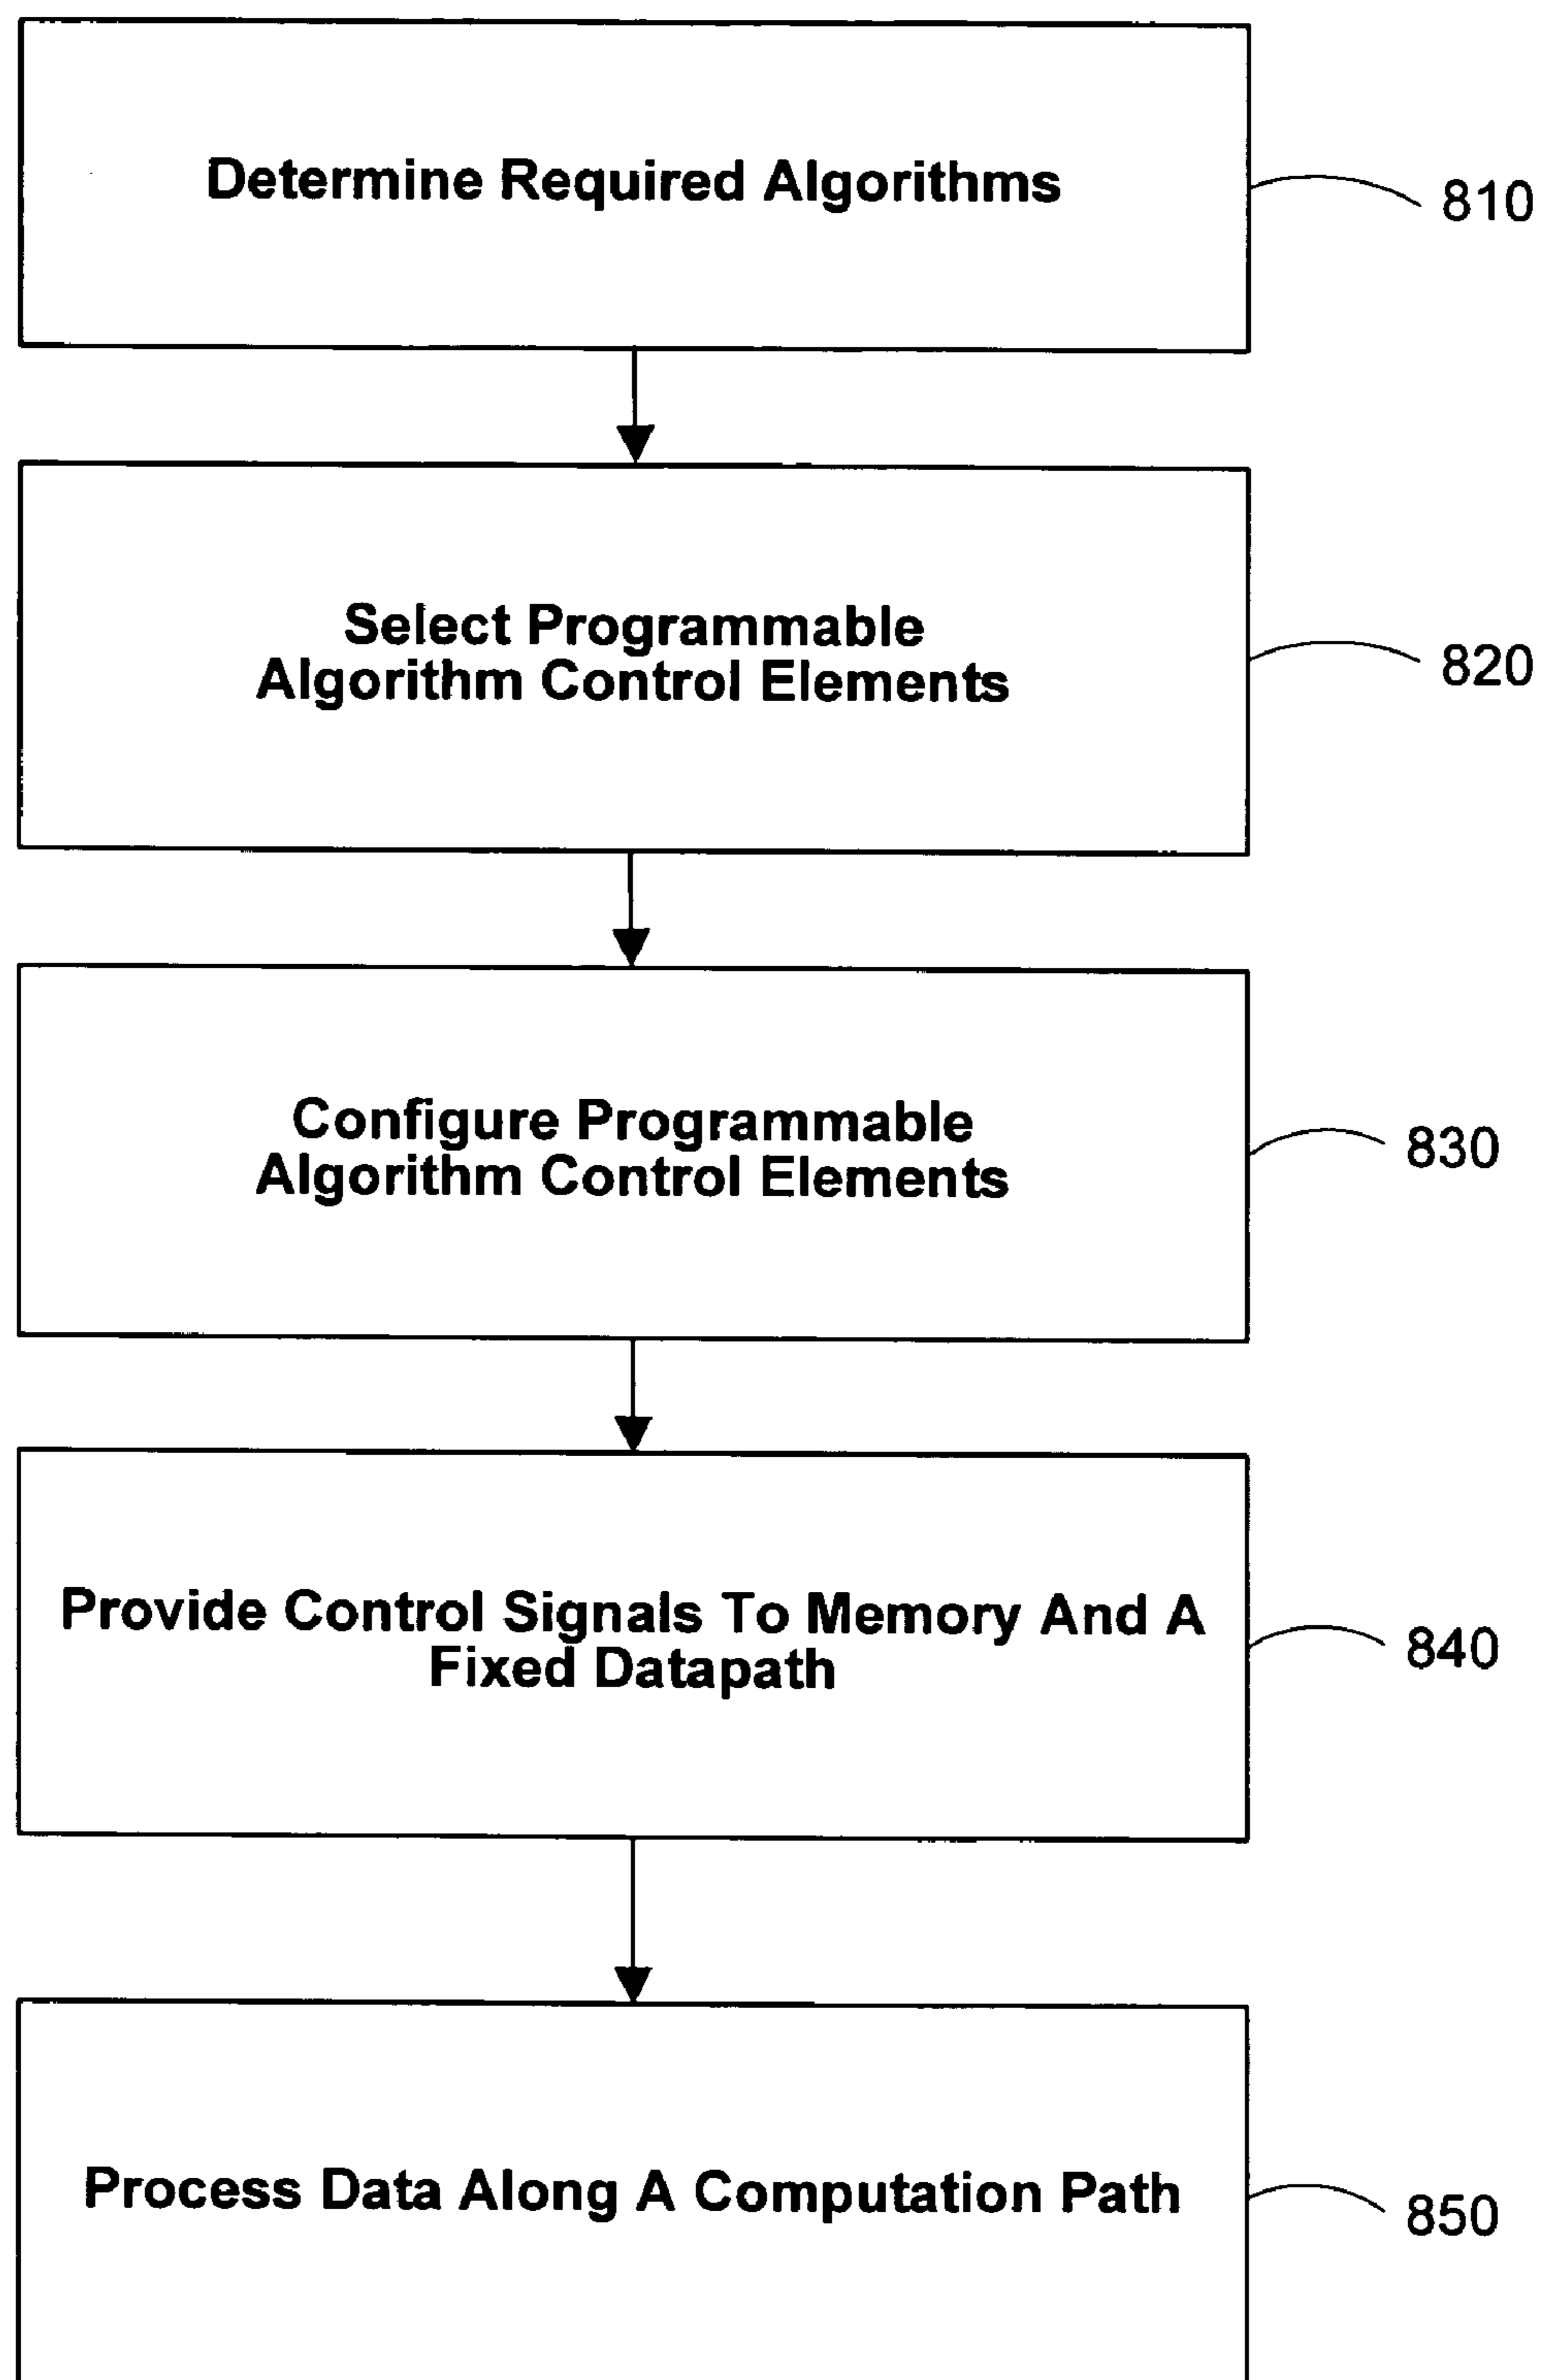 Determine Required Algorithms
810
Select Programmable
Algorithm Control Elements
820
Configure Programmable
Algorithm Control Elements
830
Provide Control Signals To Memory And A
Fixed Datapath
840
Process Data Along A Computation Path
850